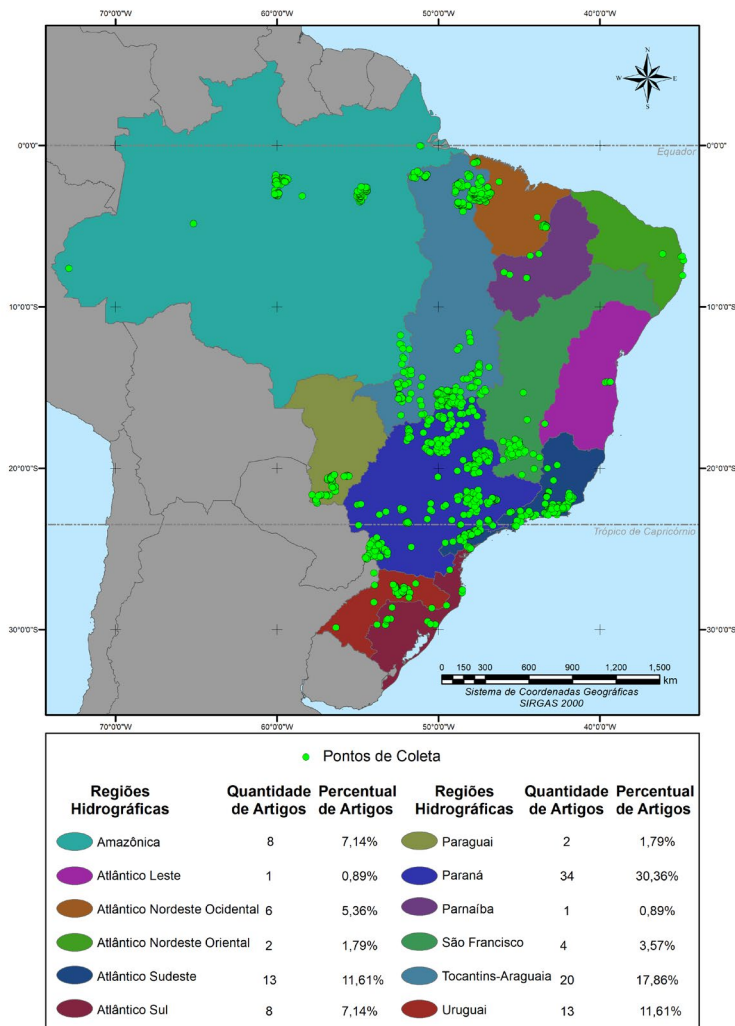 70°0'0"W 60°0'0"W 50°0'0"W 40°0'0"W
N
W E
S
0°0'0" 0°0'0"
Equador
10°0'0"S 10°0'0"S
20°0'0"S 20°0'0"S
Trópico de Capricórnio
30°0'0"S 30°0'0"S
0 150 300 600 900 1,200 1,500
km
Sistema de Coordenadas Geográficas
SIRGAS 2000
70°0'0"W 60°0'0"W 50°0'0"W 40°0'0"W
Pontos de Coleta
Regiões Quantidade Percentual Regiões Quantidade Percentual
Hidrográficas de Artigos de Artigos Hidrográficas de Artigos de Artigos
Amazônica 8 7,14% Paraguai 2 1,79%
Atlântico Leste 1 0,89% Paraná 34 30,36%
Atlântico Nordeste Ocidental 6 5,36% Parnaíba 1 0,89%
Atlântico Nordeste Oriental 2 1,79% São Francisco 4 3,57%
Atlântico Sudeste 13 11,61% Tocantins-Araguaia 20 17,86%
Atlântico Sul 8 7,14% Uruguai 13 11,61%